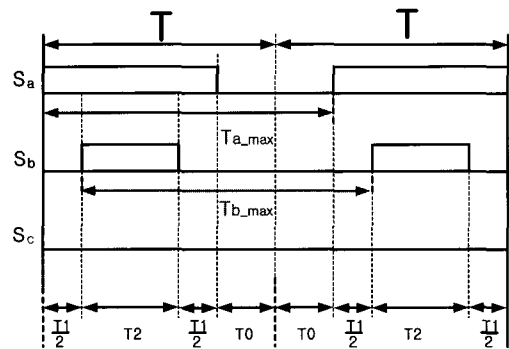 T T
Sa
Ta_max
Sb
Tb_max
Sc
T1/2 T2 T1/2 T0 T0 T1/2 T2 T1/2